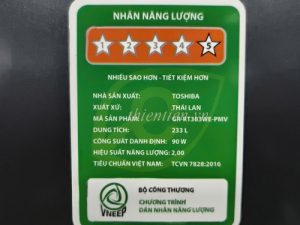 NHÃN NĂNG LƯỢNG
1 2 3 4 5
NHIỀU SAO HƠN - TIẾT KIỆM HƠN
NHÀ SẢN XUẤT: TOSHIBA
XUẤT XỨ: THÁI LAN
thientien.vn
MÃ SẢN PHẨM: GR-RT303WE-PMV
DUNG TÍCH: 233 L
CÔNG SUẤT DANH ĐỊNH: 90 W
HIỆU SUẤT NĂNG LƯỢNG: 2,00
TIÊU CHUẨN VIỆT NAM: TCVN 7828:2016
BỘ CÔNG THƯƠNG
CHƯƠNG TRÌNH
DÁN NHÃN NĂNG LƯỢNG
VNEEP